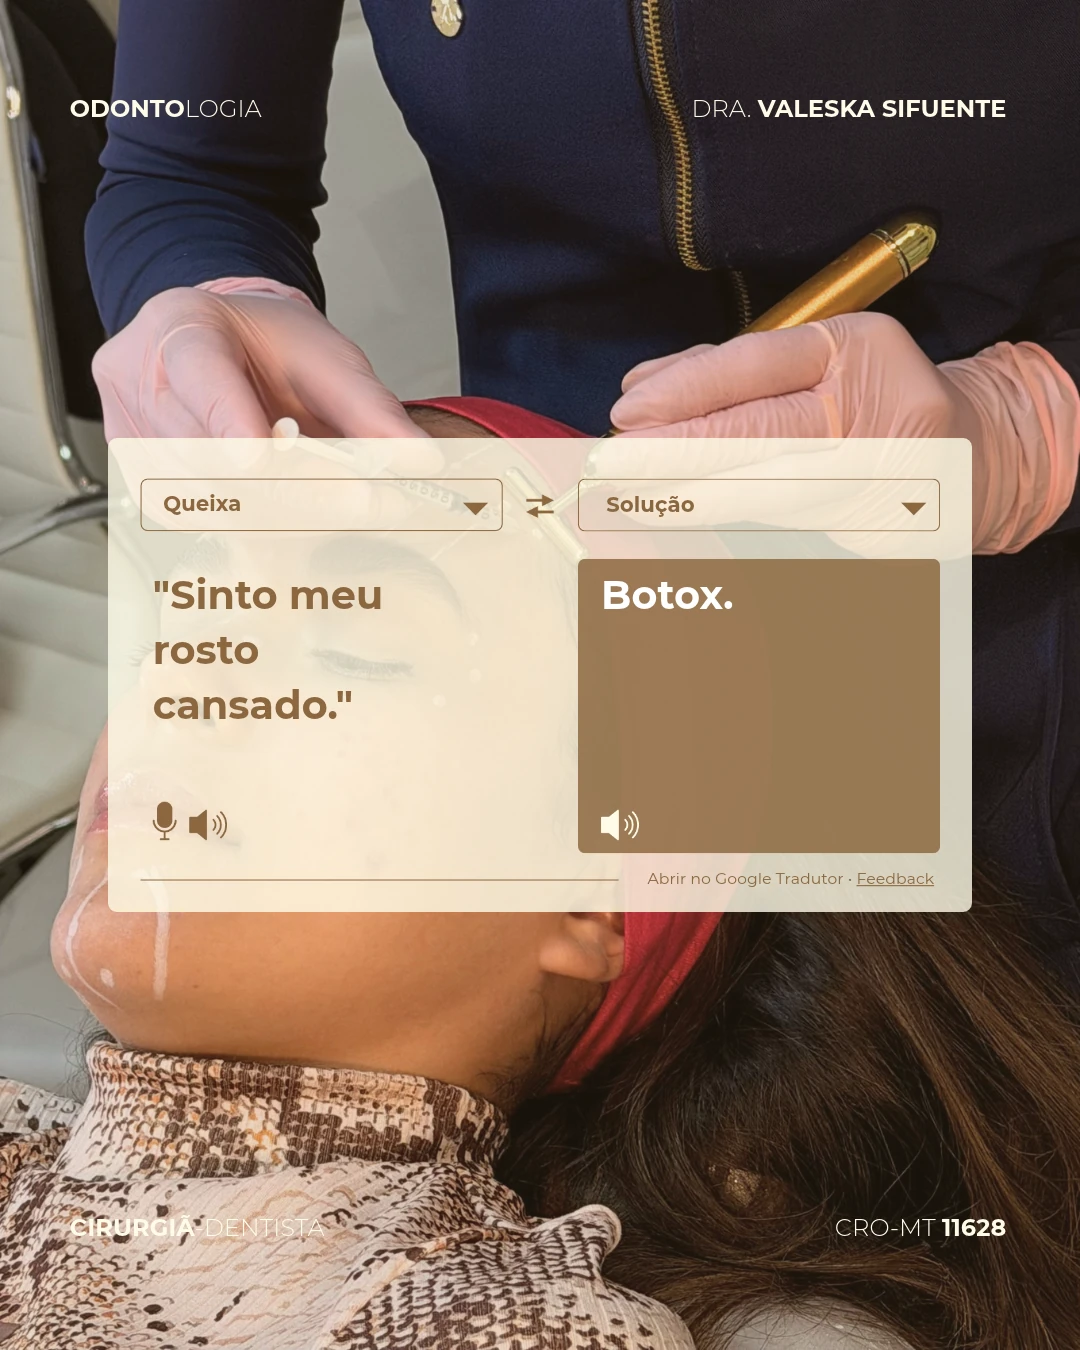 ODONTOLOGIA
DRA. VALESKA SIFUENTE
Queixa
Solução
"Sinto meu
rosto
cansado."
Botox.
Abrir no Google Tradutor · Feedback
CIRURGIÃ-DENTISTA
CRO-MT 11628